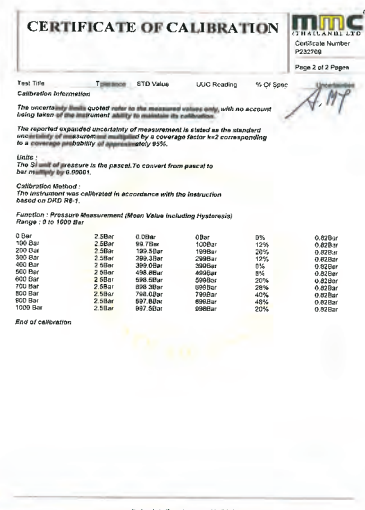 CERTIFICATE OF CALIBRATION
mmc
(THAILAND) LTD
Certificate Number
P232709
Page 2 of 2 Pages
Test Title Tolerance STD Value UUC Reading % Of Spec Uncertainties
Calibration Information
The uncertainty limits quoted refer to the measured values only, with no account
being taken of the instrument ability to maintain its calibration.
The reported expanded uncertainty of measurement is stated as the standard
uncertainty of measurement multiplied by a coverage factor k=2 corresponding
to a coverage probability of approximately 95%.
Units :
The SI unit of pressure is the pascal.To convert from pascal to
bar multiply by 0.00001.
Calibration Method :
The instrument was calibrated in accordance with the instruction
based on DKD R6-1.
Function : Pressure Measurement (Mean Value Including Hysteresis)
Range : 0 to 1000 Bar
0 Bar 2.5Bar 0.0Bar 0Bar 0% 0.82Bar
100 Bar 2.5Bar 99.7Bar 100Bar 12% 0.82Bar
200 Bar 2.5Bar 199.5Bar 199Bar 20% 0.82Bar
300 Bar 2.5Bar 299.3Bar 299Bar 12% 0.82Bar
400 Bar 2.5Bar 399.0Bar 399Bar 0% 0.82Bar
500 Bar 2.5Bar 498.8Bar 499Bar 8% 0.82Bar
600 Bar 2.5Bar 598.5Bar 599Bar 20% 0.82Bar
700 Bar 2.5Bar 698.3Bar 699Bar 28% 0.82Bar
800 Bar 2.5Bar 798.0Bar 799Bar 40% 0.82Bar
900 Bar 2.5Bar 897.8Bar 899Bar 48% 0.82Bar
1000 Bar 2.5Bar 997.5Bar 998Bar 20% 0.82Bar
End of calibration